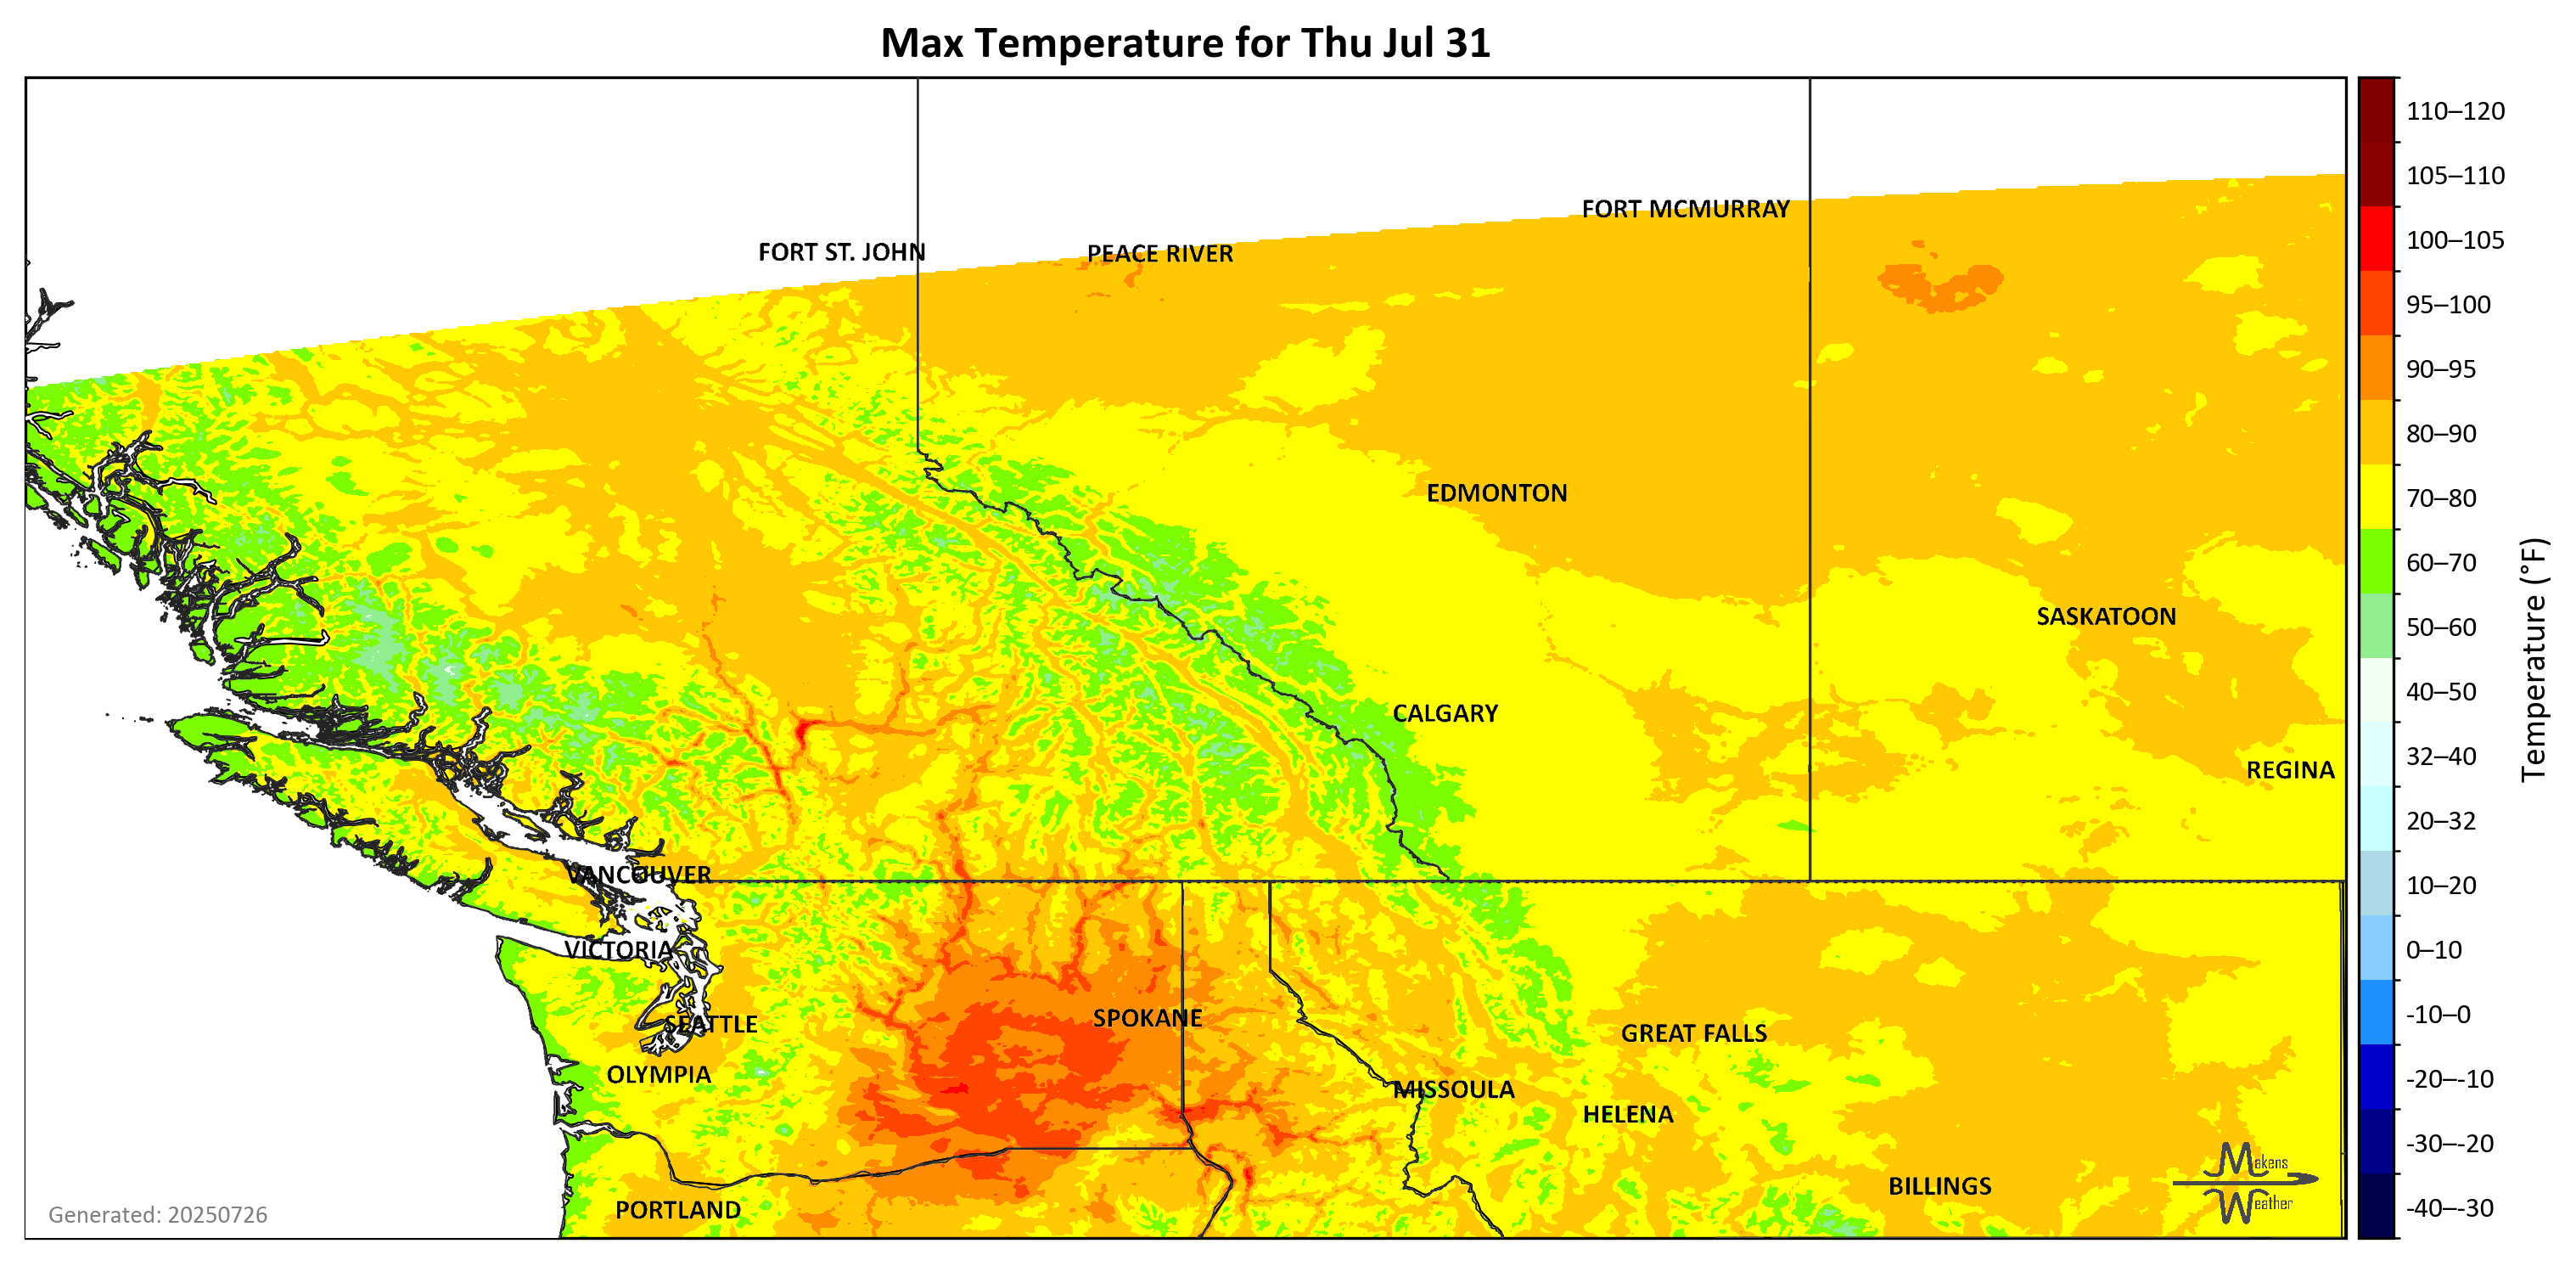 Max Temperature for Thu Jul 31
FORT MCMURRAY
FORT ST. JOHN
PEACE RIVER
EDMONTON
SASKATOON
CALGARY
REGINA
VANCOUVER
VICTORIA
SPOKANE
SEATTLE
GREAT FALLS
OLYMPIA
MISSOULA
HELENA
BILLINGS
PORTLAND
Makens
Weather
Generated: 20250726
110–120
105–110
100–105
95–100
90–95
80–90
70–80
60–70
50–60
40–50
32–40
20–32
10–20
0–10
-10–0
-20–-10
-30–-20
-40–-30
Temperature (°F)